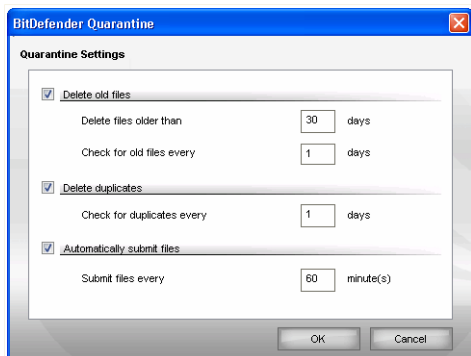 BitDefender Quarantine
Quarantine Settings
Delete old files
Delete files older than 30 days
Check for old files every 1 days
Delete duplicates
Check for duplicates every 1 days
Automatically submit files
Submit files every 60 minute(s)
OK Cancel